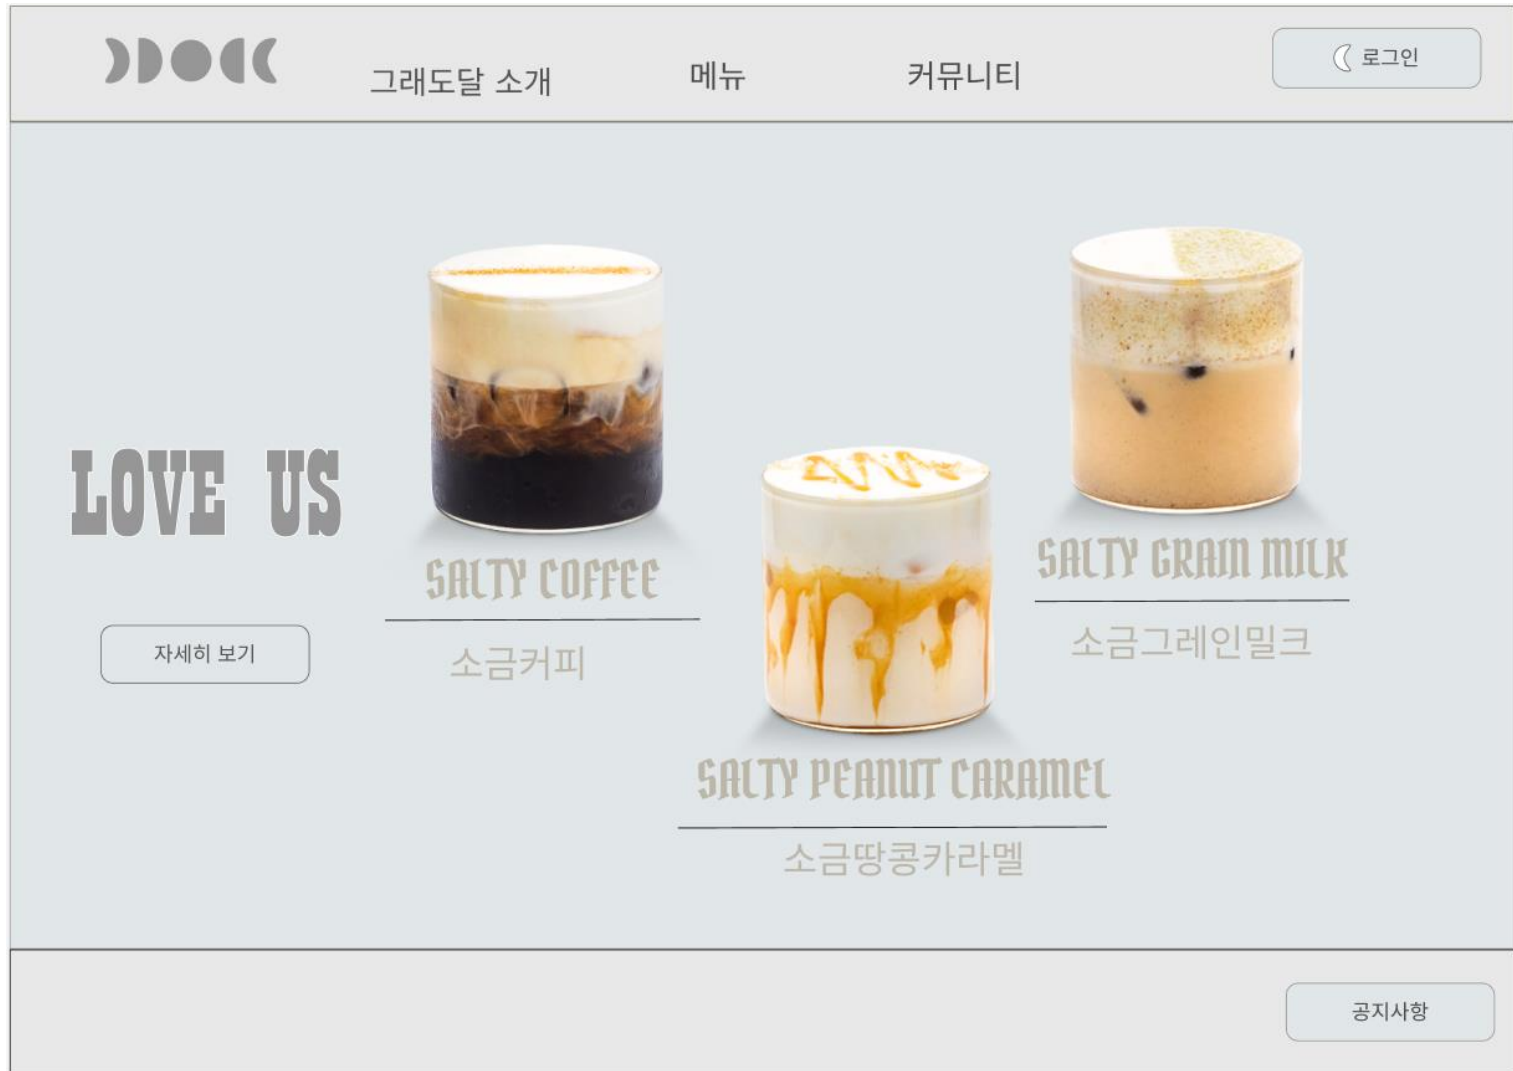 그래도달 소개
메뉴
커뮤니티
로그인
LOVE US
자세히 보기
SALTY COFFEE
소금커피
SALTY PEANUT CARAMEL
소금땅콩카라멜
SALTY GRAIN MILK
소금그레인밀크
공지사항